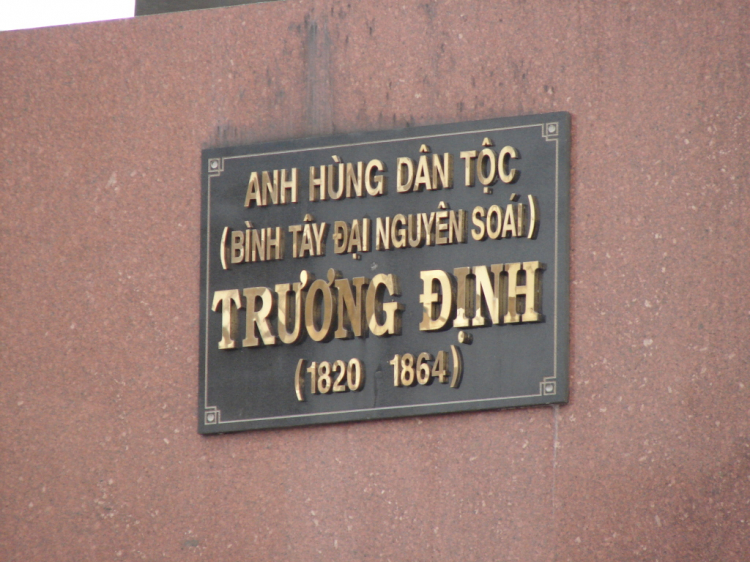 ANH HÙNG DÂN TỘC
(BÌNH TÂY ĐẠI NGUYÊN SOÁI)
TRƯƠNG ĐỊNH
(1820 1864)